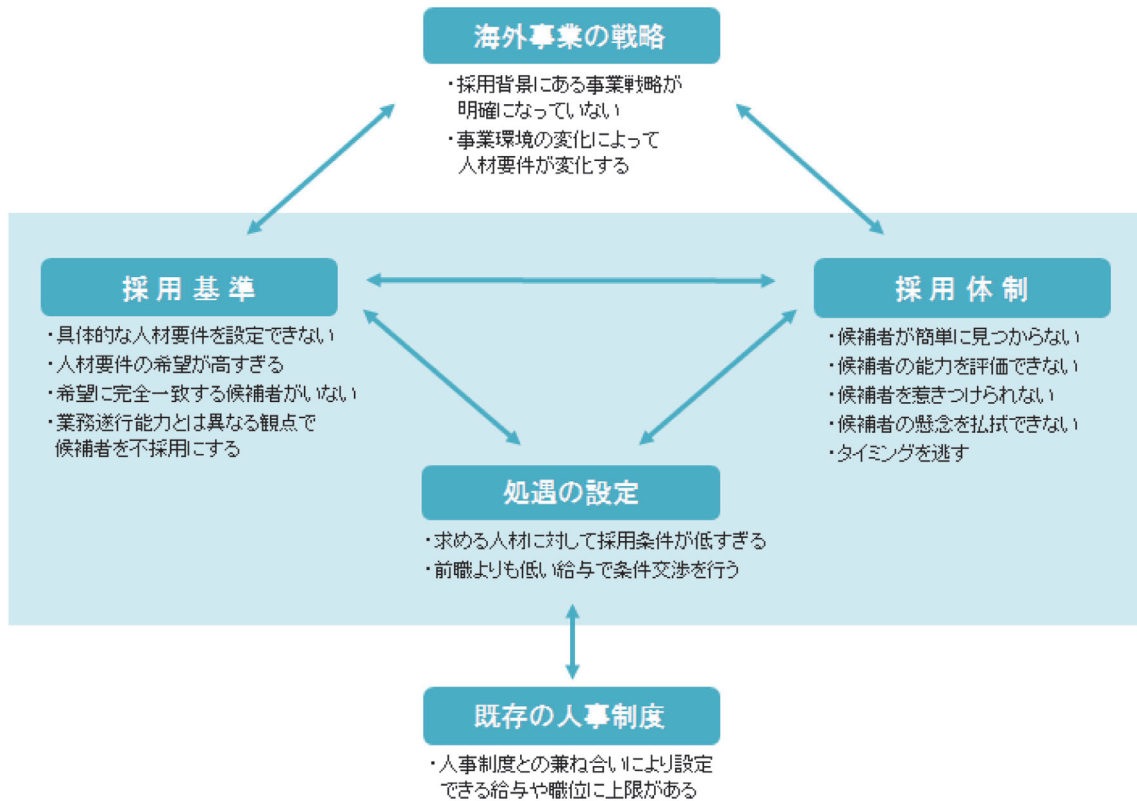 海外事業の戦略
・採用背景にある事業戦略が
明確になっていない
・事業環境の変化によって
人材要件が変化する
採用基準
・具体的な人材要件を設定できない
・人材要件の希望が高すぎる
・希望に完全一致する候補者がいない
・業務遂行能力とは異なる観点で
候補者を不採用にする
採用体制
・候補者が簡単に見つからない
・候補者の能力を評価できない
・候補者を惹きつけられない
・候補者の懸念を払拭できない
・タイミングを逃す
処遇の設定
・求める人材に対して採用条件が低すぎる
・前職よりも低い給与で条件交渉を行う
既存の人事制度
・人事制度との兼ね合いにより設定
できる給与や職位に上限がある